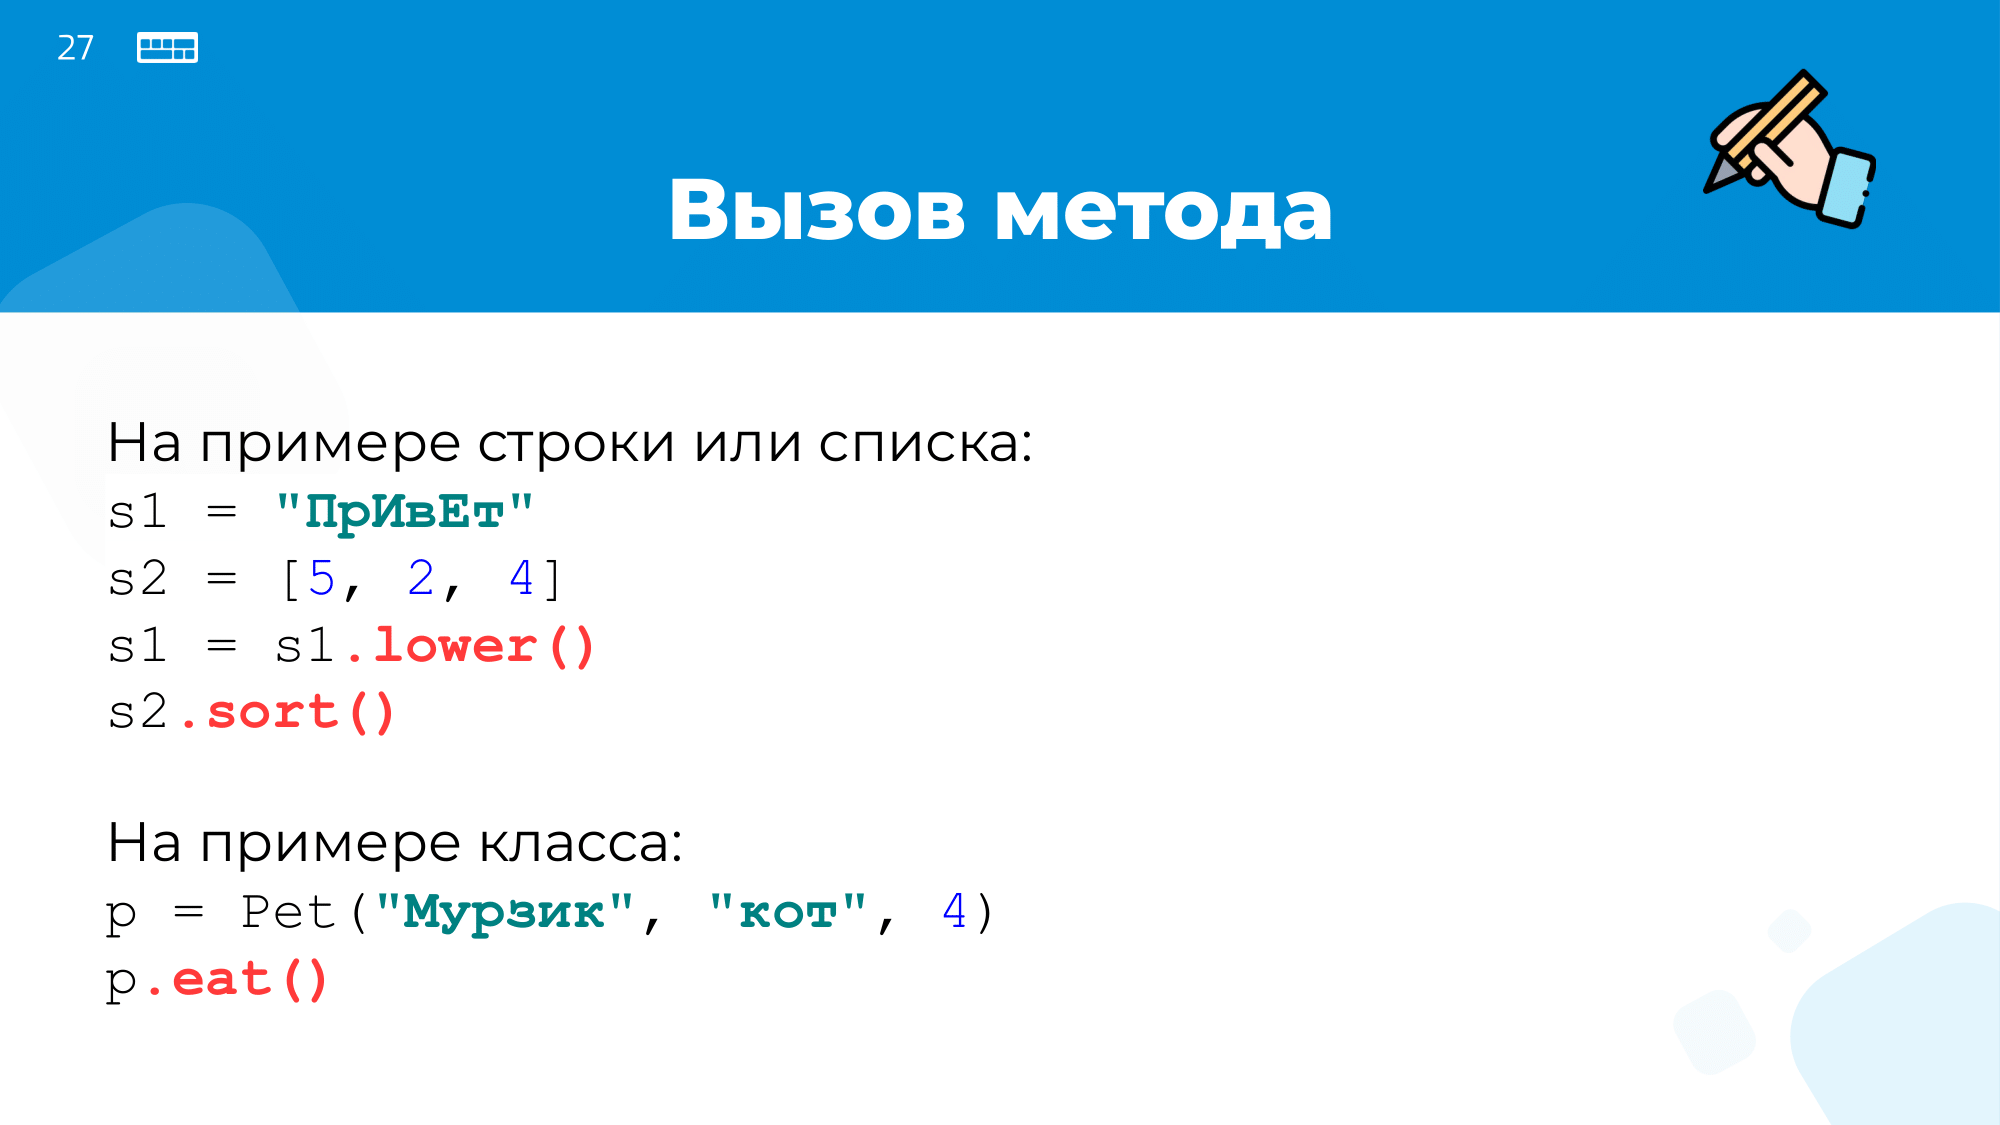 27
Вызов метода
На примере строки или списка:
s1 = "ПрИвЕт"
s2 = [5, 2, 4]
s1 = s1.lower()
s2.sort()
На примере класса:
p = Pet("Мурзик", "кот", 4)
p.eat()